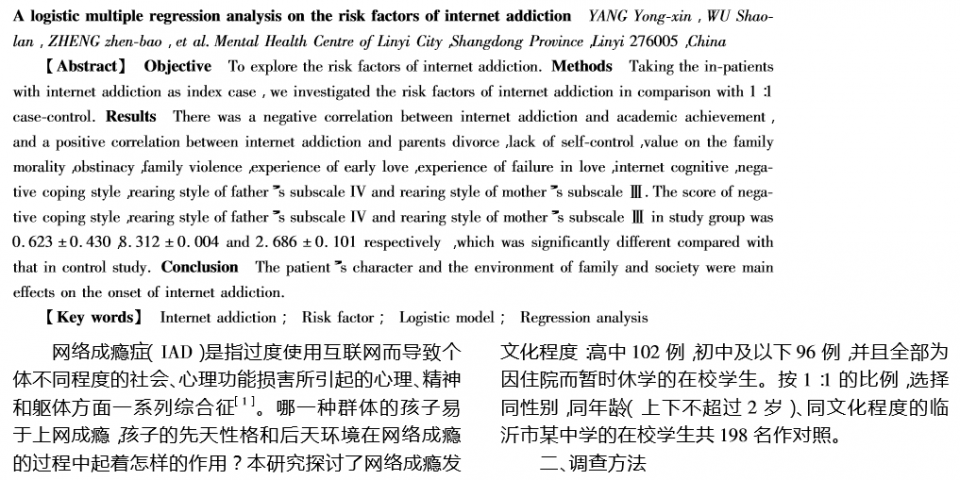 A logistic multiple regression analysis on the risk factors of internet addiction YANG Yong-xin , WU Shao-
lan , ZHENG zhen-bao , et al. Mental Health Centre of Linyi City ,Shangdong Province ,Linyi 276005 ,China
【Abstract】 Objective To explore the risk factors of internet addiction. Methods Taking the in-patients
with internet addiction as index case , we investigated the risk factors of internet addiction in comparison with 1 ∶1
case-control. Results There was a negative correlation between internet addiction and academic achievement ,
and a positive correlation between internet addiction and parents divorce ,lack of self-control ,value on the family
morality ,obstinacy ,family violence ,experience of early love ,experience of failure in love ,internet cognitive ,nega-
tive coping style ,rearing style of father's subscale Ⅳ and rearing style of mother's subscale Ⅲ. The score of nega-
tive coping style ,rearing style of father's subscale Ⅳ and rearing style of mother's subscale Ⅲ in study group was
0. 623 ± 0. 430 ,8. 312 ± 0. 004 and 2. 686 ± 0. 101 respectively ,which was significantly different compared with
that in control study. Conclusion The patient's character and the environment of family and society were main
effects on the onset of internet addiction.
【Key words】 Internet addiction ; Risk factor ; Logistic model ; Regression analysis
网络成瘾症( IAD )是指过度使用互联网而导致个
体不同程度的社会、心理功能损害所引起的心理、精神
和躯体方面一系列综合征[ 1 ]。哪一种群体的孩子易
于上网成瘾 ,孩子的先天性格和后天环境在网络成瘾
的过程中起着怎样的作用？本研究探讨了网络成瘾发
文化程度 :高中 102 例 ,初中及以下 96 例 ,并且全部为
因住院而暂时休学的在校学生。按 1 ∶1 的比例 ,选择
同性别 ,同年龄( 上下不超过 2 岁 )、同文化程度的临
沂市某中学的在校学生共 198 名作对照。
二、调查方法